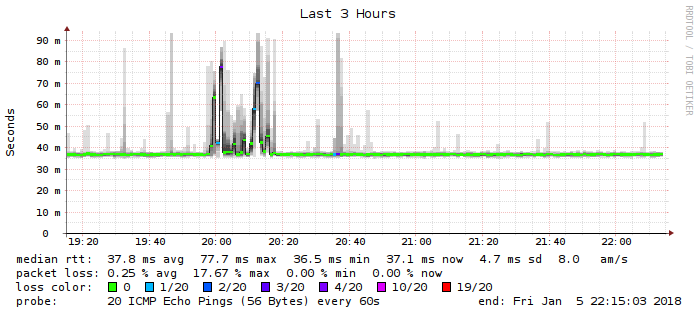 Last 3 Hours
RRDTOOL / TOBI OETIKER
Seconds
90 m
80 m
70 m
60 m
50 m
40 m
30 m
20 m
10 m
0
19:20 19:40 20:00 20:20 20:40 21:00 21:20 21:40 22:00
median rtt: 37.8 ms avg 77.7 ms max 36.5 ms min 37.1 ms now 4.7 ms sd 8.0 am/s
packet loss: 0.25 % avg 17.67 % max 0.00 % min 0.00 % now
loss color: 0 1/20 2/20 3/20 4/20 10/20 19/20
probe: 20 ICMP Echo Pings (56 Bytes) every 60s end: Fri Jan 5 22:15:03 2018